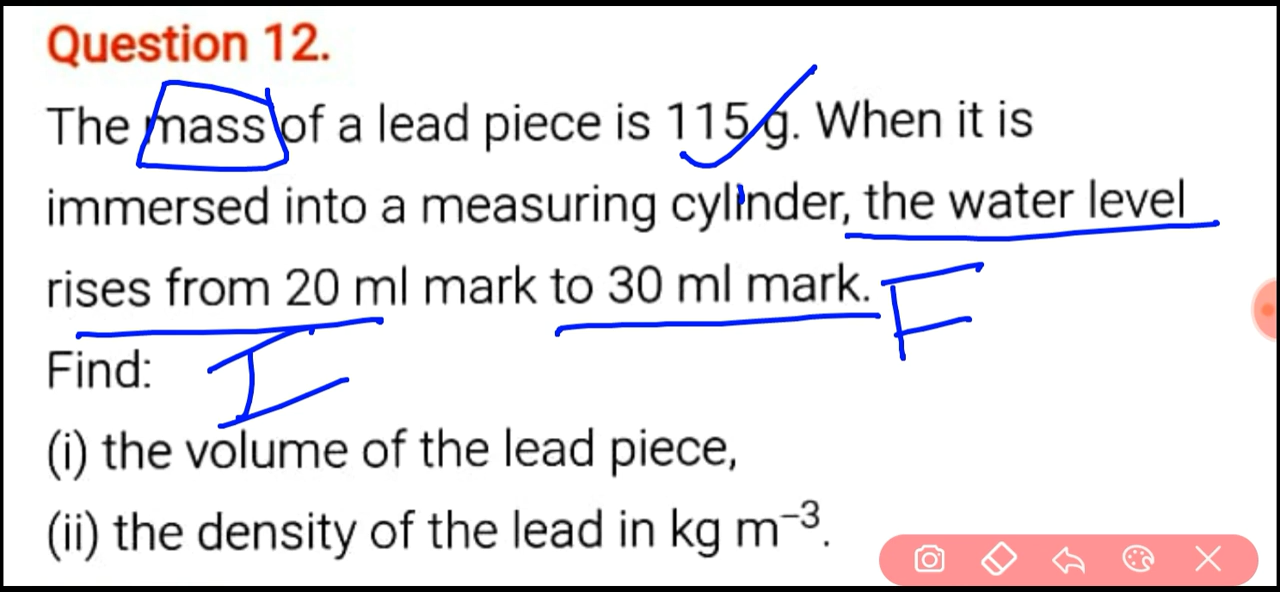 Question 12.
The mass of a lead piece is 115 g. When it is
immersed into a measuring cylinder, the water level
rises from 20 ml mark to 30 ml mark.
F
Find:
I
(i) the volume of the lead piece,
(ii) the density of the lead in kg m⁻³.